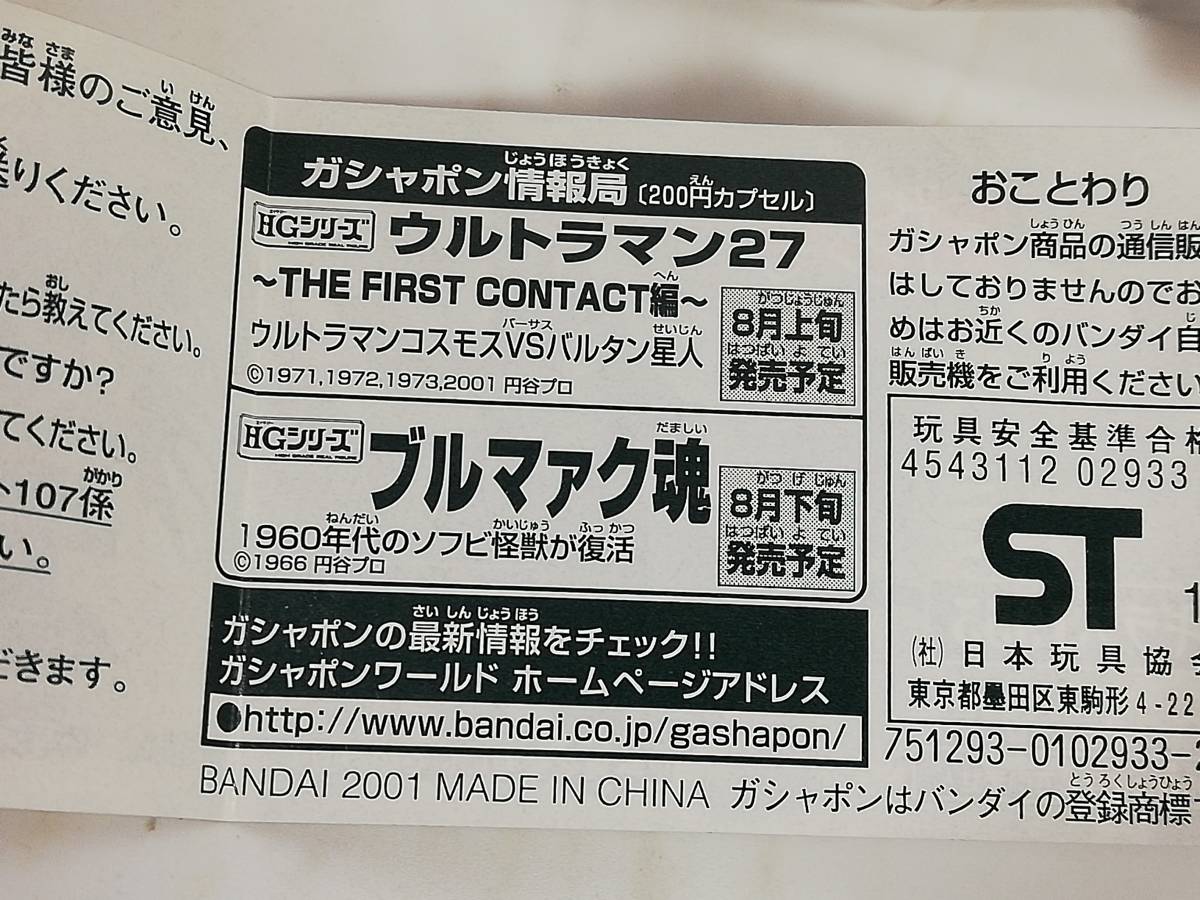 皆様のご意見、
りください。
たら教えてください。
ですか?
てください。
107係
い。
だきます。
ガシャポン情報局〔200円カプセル〕
HGシリーズ ウルトラマン27
～THE FIRST CONTACT編～
ウルトラマンコスモスVSバルタン星人
©1971,1972,1973,2001 円谷プロ
8月上旬
発売予定
HGシリーズ ブルマァク魂
1960年代のソフビ怪獣が復活
©1966 円谷プロ
8月下旬
発売予定
ガシャポンの最新情報をチェック!!
ガシャポンワールド ホームページアドレス
●http://www.bandai.co.jp/gashapon/
BANDAI 2001 MADE IN CHINA ガシャポンはバンダイの登録商標
おことわり
ガシャポン商品の通信販
はしておりませんのでお
めはお近くのバンダイ自
販売機をご利用ください
玩具安全基準合格
4543112 02933
ST
(社)日本玩具協会
東京都墨田区東駒形4-22
751293-0102933-2